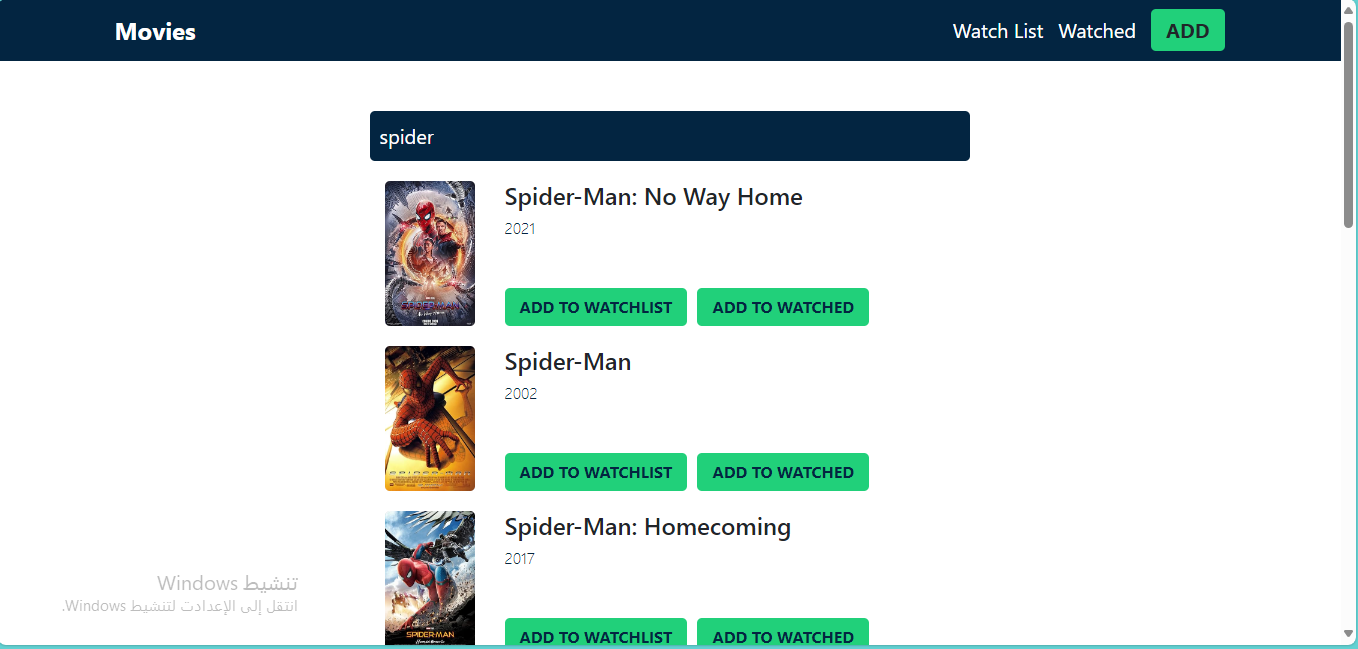 Movies
Watch List
Watched
ADD
spider
Spider-Man: No Way Home
2021
ADD TO WATCHLIST
ADD TO WATCHED
Spider-Man
2002
ADD TO WATCHLIST
ADD TO WATCHED
Spider-Man: Homecoming
2017
SPIDER-MAN
ADD TO WATCHLIST
ADD TO WATCHED
تنشيط Windows
انتقل إلى الإعدادت لتنشيط Windows.